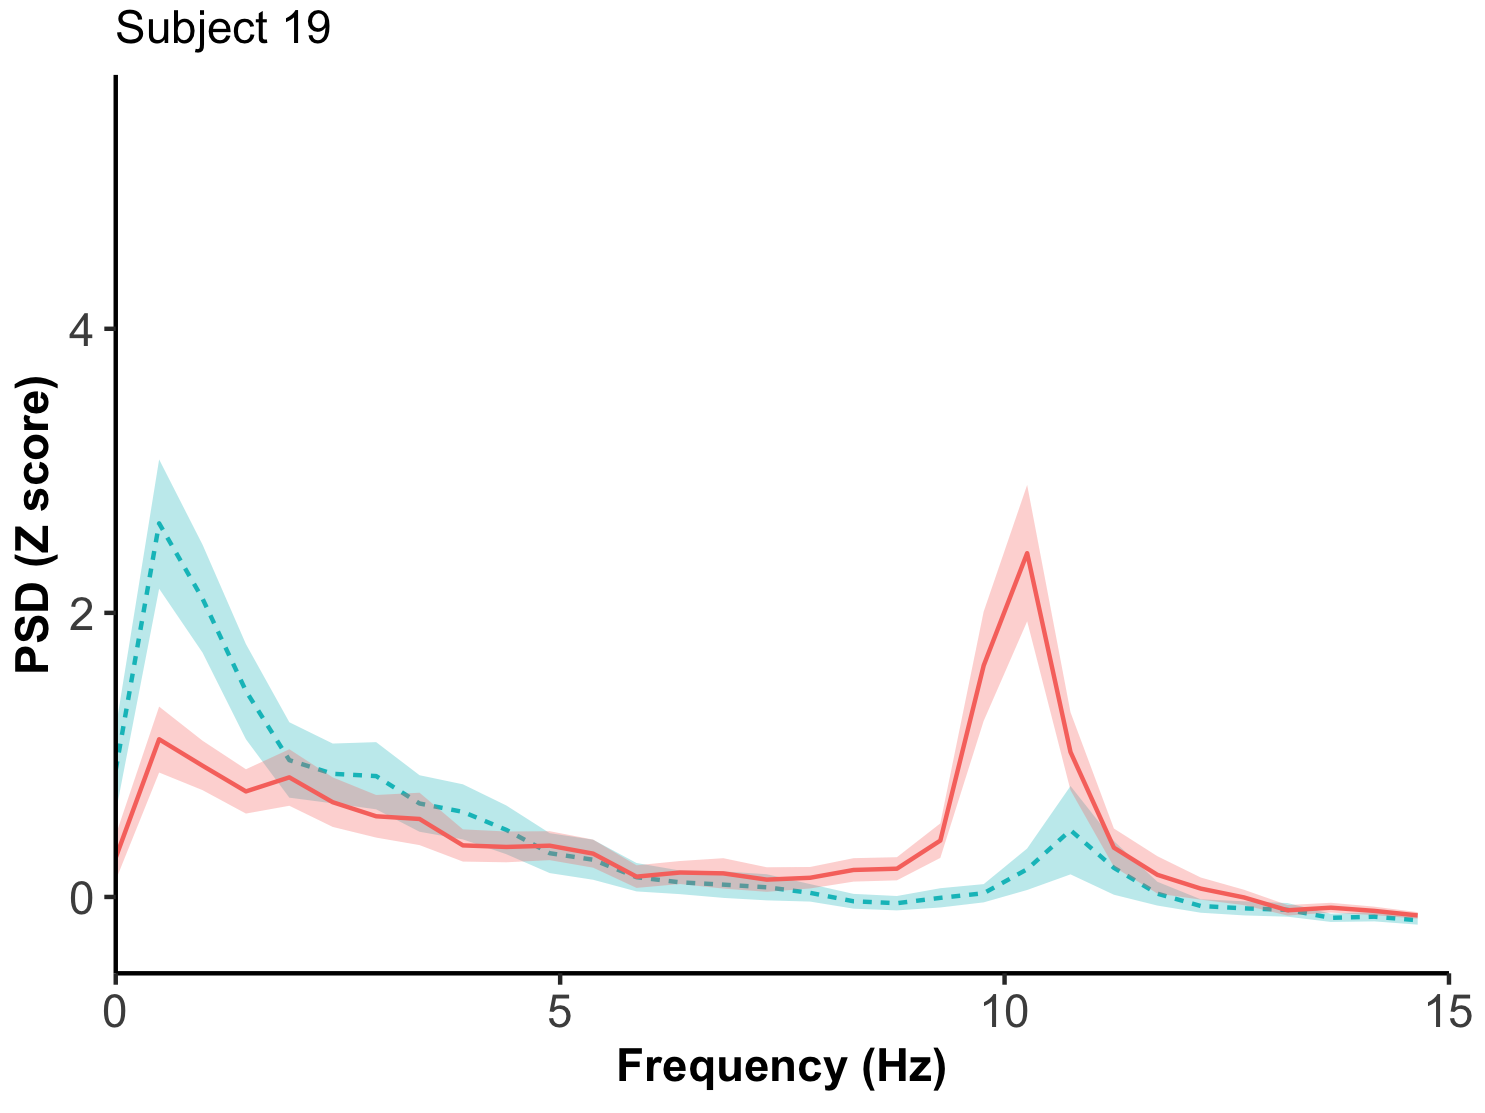 Subject 19
PSD (Z score)
4
2
0
0 5 10 15
Frequency (Hz)